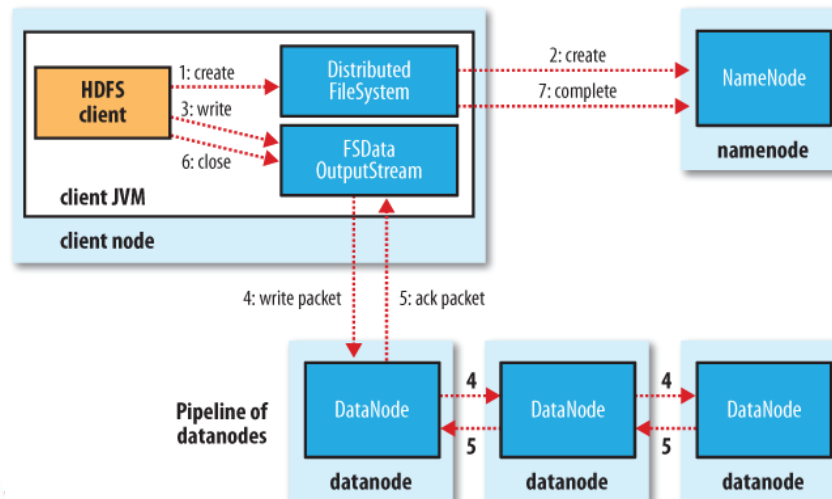 HDFS
client
1: create
3: write
6: close
Distributed
FileSystem
FSData
OutputStream
client JVM
client node
2: create
7: complete
NameNode
namenode
4: write packet
5: ack packet
Pipeline of
datanodes
DataNode
datanode
4
5
DataNode
datanode
4
5
DataNode
datanode